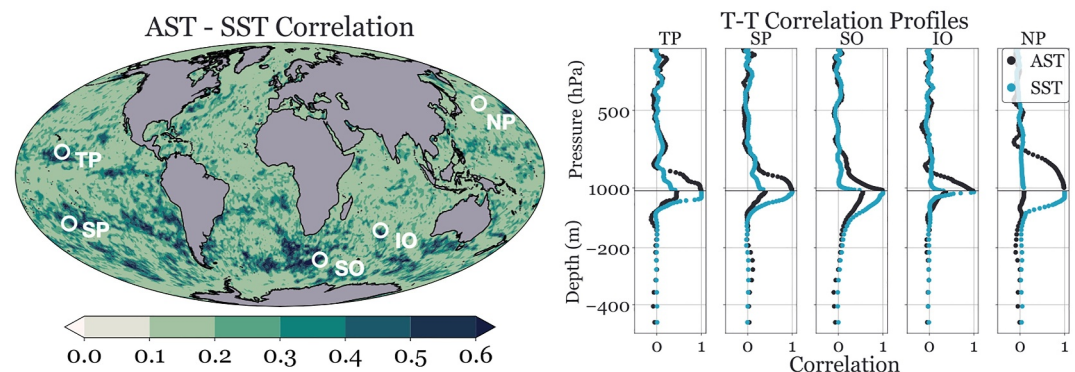 AST - SST Correlation
NP
TP
SP
IO
SO
0.0 0.1 0.2 0.3 0.4 0.5 0.6
T-T Correlation Profiles
TP SP SO IO NP
AST
SST
Pressure (hPa)
500
1000
Depth (m)
−200
−400
0 1 0 1 0 1 0 1 0 1
Correlation